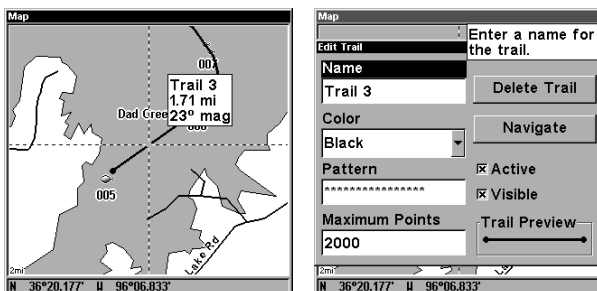 Map
007
Trail 3
1.71 mi
23° mag
Dad Cree
005
Lake Rd
2mi
N 36°20.177' W 96°06.833'
Map
Enter a name for
the trail.
Edit Trail
Name
Trail 3
Delete Trail
Color
Black
Navigate
Pattern
****************
Active
Visible
Maximum Points
2000
Trail Preview
2mi
N 36°20.177' W 96°06.833'